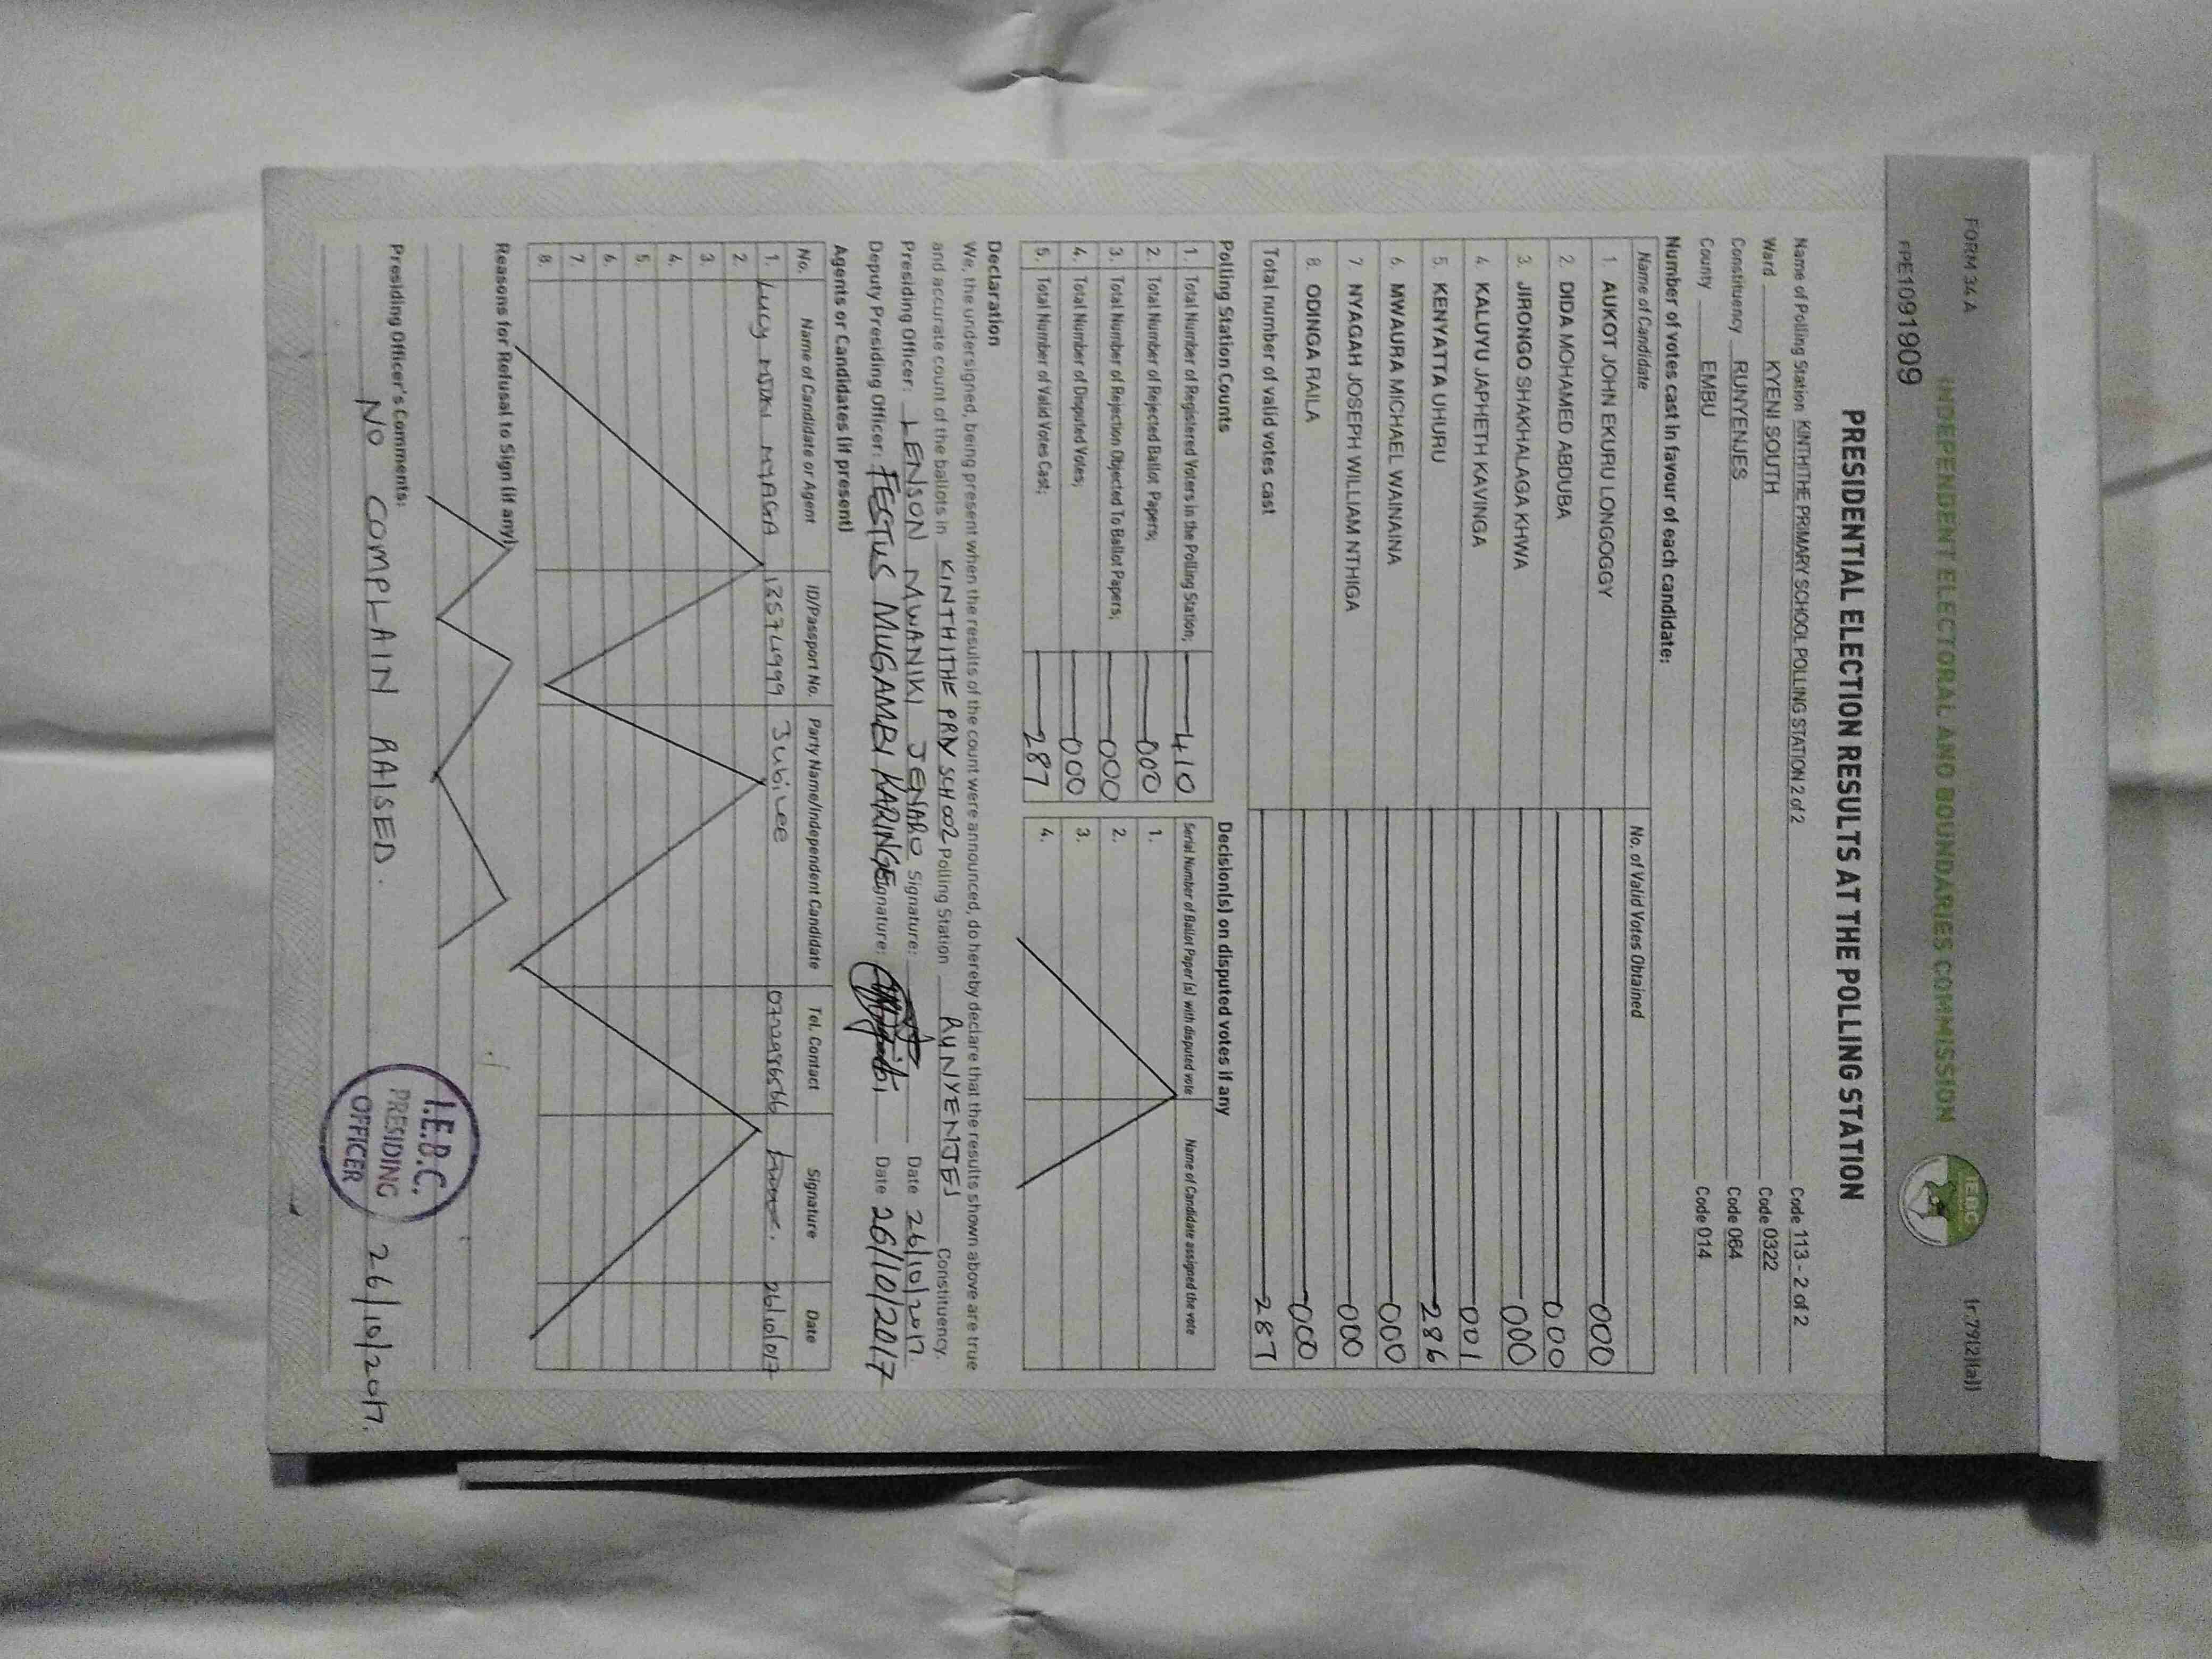 FORM 34 A
(r.79(2)(a))
INDEPENDENT ELECTORAL AND BOUNDARIES COMMISSION
IEBC
PPE1091909
PRESIDENTIAL ELECTION RESULTS AT THE POLLING STATION
Name of Polling Station KINTHITHE PRIMARY SCHOOL POLLING STATION 2 of 2 Code 113 - 2 of 2
Ward KYENI SOUTH Code 0322
Constituency RUNYENJES Code 064
County EMBU Code 014
Number of votes cast in favour of each candidate:
Name of Candidate No. of Valid Votes Obtained
1. AUKOT JOHN EKURU LONGOGGY 000
2. DIDA MOHAMED ABDUBA 000
3. JIRONGO SHAKHALAGA KHWA 000
4. KALUYU JAPHETH KAVINGA 001
5. KENYATTA UHURU 286
6. MWAURA MICHAEL WAINAINA 000
7. NYAGAH JOSEPH WILLIAM NTHIGA 000
8. ODINGA RAILA 000
Total number of valid votes cast 287
Polling Station Counts
1. Total Number of Registered Voters in the Polling Station; 410
2. Total Number of Rejected Ballot Papers; 000
3. Total Number of Rejection Objected To Ballot Papers; 000
4. Total Number of Disputed Votes; 000
5. Total Number of Valid Votes Cast; 287
Decision(s) on disputed votes if any
Serial Number of Ballot Paper (s) with disputed vote Name of Candidate assigned the vote
1.
2.
3.
4.
Declaration
We, the undersigned, being present when the results of the count were announced, do hereby declare that the results shown above are true
and accurate count of the ballots in KINTHITHE PRY SCHOOL Polling Station RUNYENJES Constituency.
Presiding Officer: LENSON MWANIKI JENARO Signature: Date 26/10/2017.
Deputy Presiding Officer: FESTUS MUGAMBI KARINGE Signature: Date 26/10/2017
Agents or Candidates (if present)
No. Name of Candidate or Agent ID/Passport No. Party Name/Independent Candidate Tel. Contact Signature Date
1. Lucy NYAGA 13574999 Jubilee
2.
3.
4.
5.
6.
7.
8.
Reasons for Refusal to Sign (if any)
Presiding Officer's Comments:
NO COMPLAIN RAISED. 26/10/2017.
I.E.B.C.
PRESIDING
OFFICER